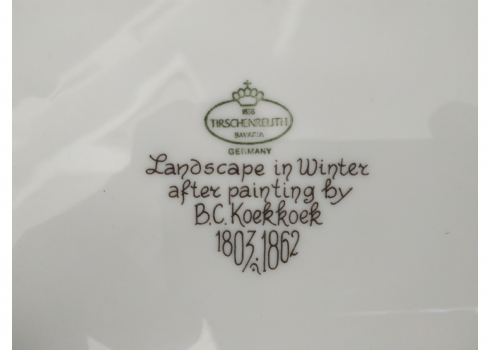 1838
TIRSCHENREUTH
BAVARIA
GERMANY
Landscape in Winter
after painting by
B.C. Koekkoek
1803-1862